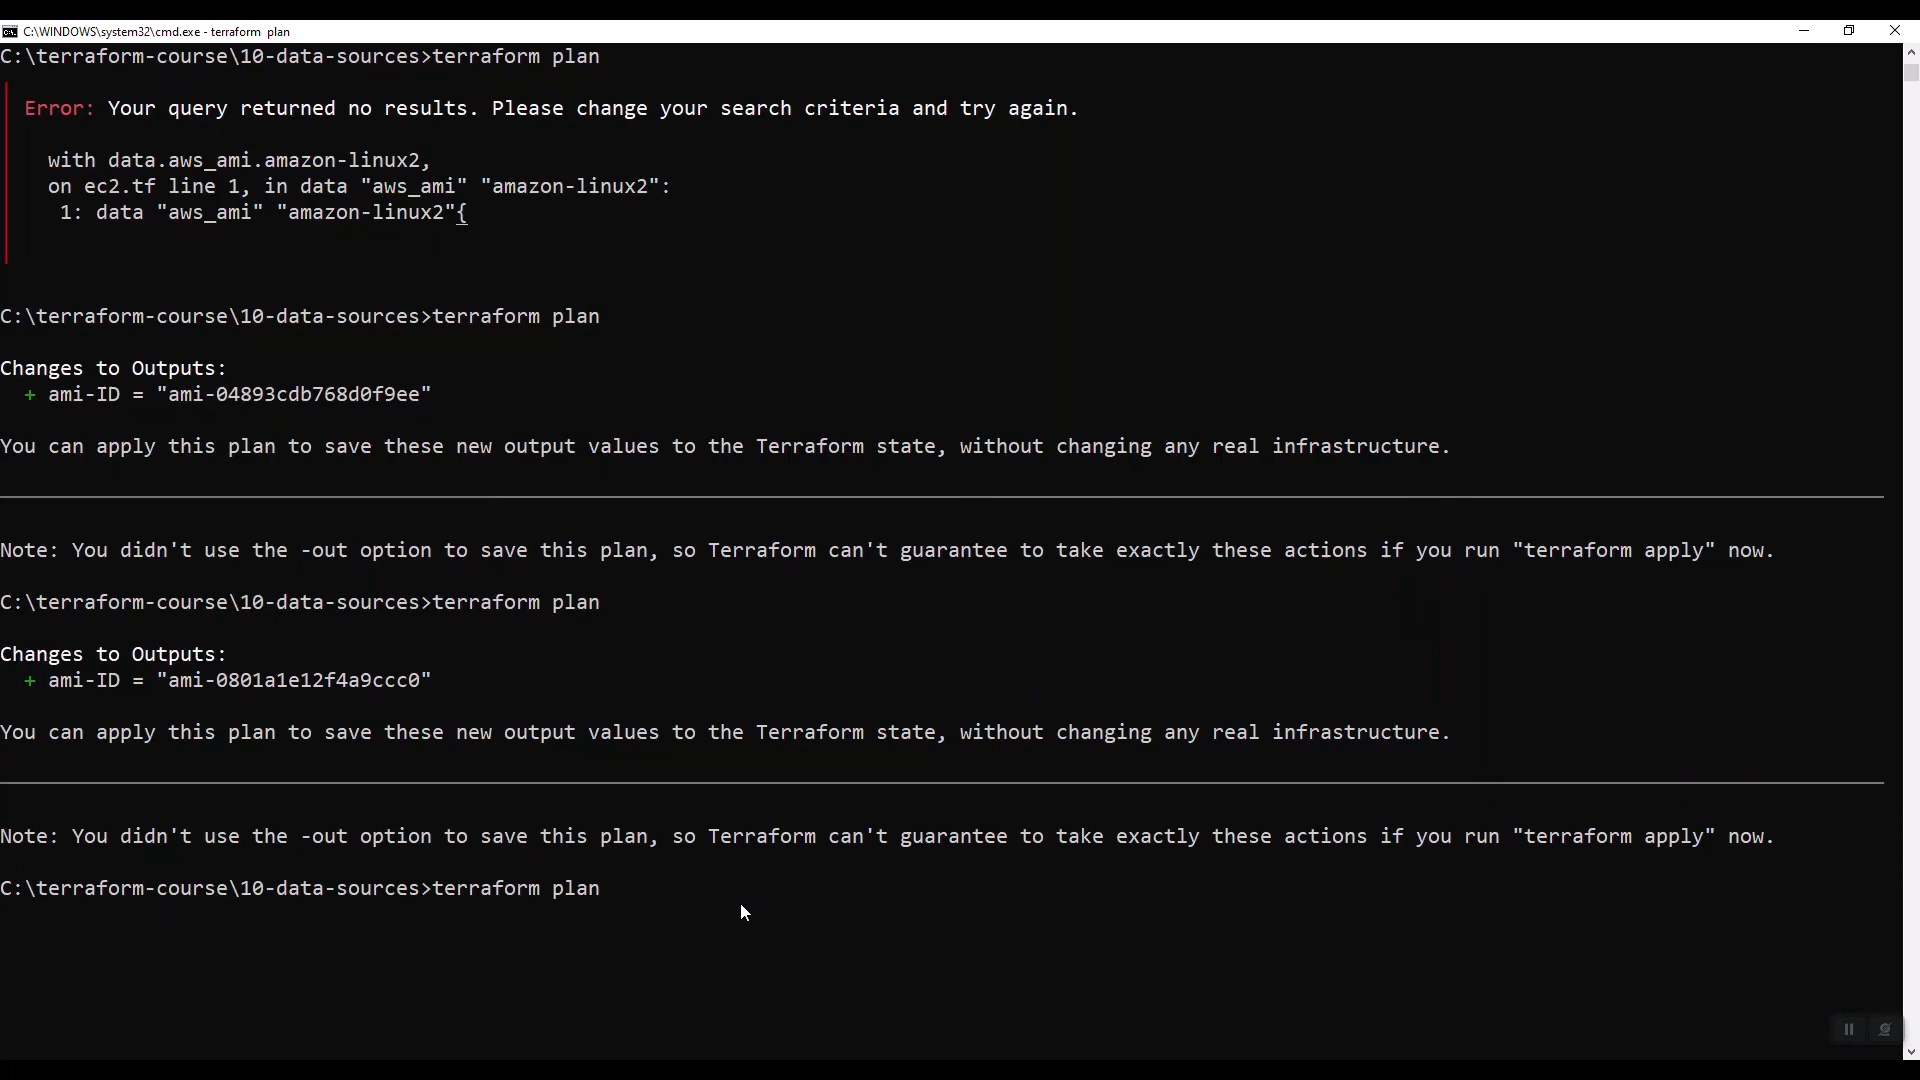 C:\WINDOWS\system32\cmd.exe - terraform  plan
C:\terraform-course\10-data-sources>terraform plan
Error: Your query returned no results. Please change your search criteria and try again.
with data.aws_ami.amazon-linux2,
on ec2.tf line 1, in data "aws_ami" "amazon-linux2":
1: data "aws_ami" "amazon-linux2"{
C:\terraform-course\10-data-sources>terraform plan
Changes to Outputs:
+ ami-ID = "ami-04893cdb768d0f9ee"
You can apply this plan to save these new output values to the Terraform state, without changing any real infrastructure.
Note: You didn't use the -out option to save this plan, so Terraform can't guarantee to take exactly these actions if you run "terraform apply" now.
C:\terraform-course\10-data-sources>terraform plan
Changes to Outputs:
+ ami-ID = "ami-0801a1e12f4a9ccc0"
You can apply this plan to save these new output values to the Terraform state, without changing any real infrastructure.
Note: You didn't use the -out option to save this plan, so Terraform can't guarantee to take exactly these actions if you run "terraform apply" now.
C:\terraform-course\10-data-sources>terraform plan